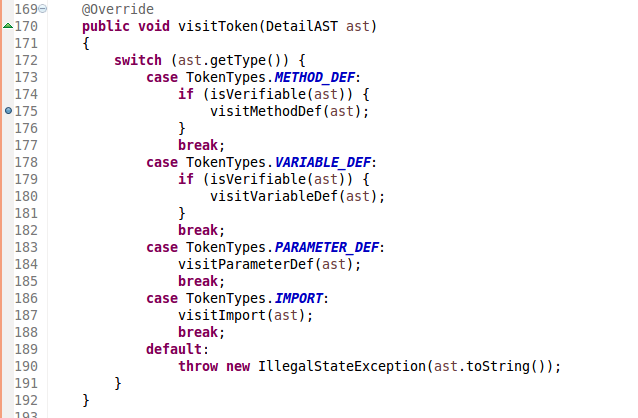 169 @Override
170 public void visitToken(DetailAST ast)
171 {
172 switch (ast.getType()) {
173 case TokenTypes.METHOD_DEF:
174 if (isVerifiable(ast)) {
175 visitMethodDef(ast);
176 }
177 break;
178 case TokenTypes.VARIABLE_DEF:
179 if (isVerifiable(ast)) {
180 visitVariableDef(ast);
181 }
182 break;
183 case TokenTypes.PARAMETER_DEF:
184 visitParameterDef(ast);
185 break;
186 case TokenTypes.IMPORT:
187 visitImport(ast);
188 break;
189 default:
190 throw new IllegalStateException(ast.toString());
191 }
192 }
193